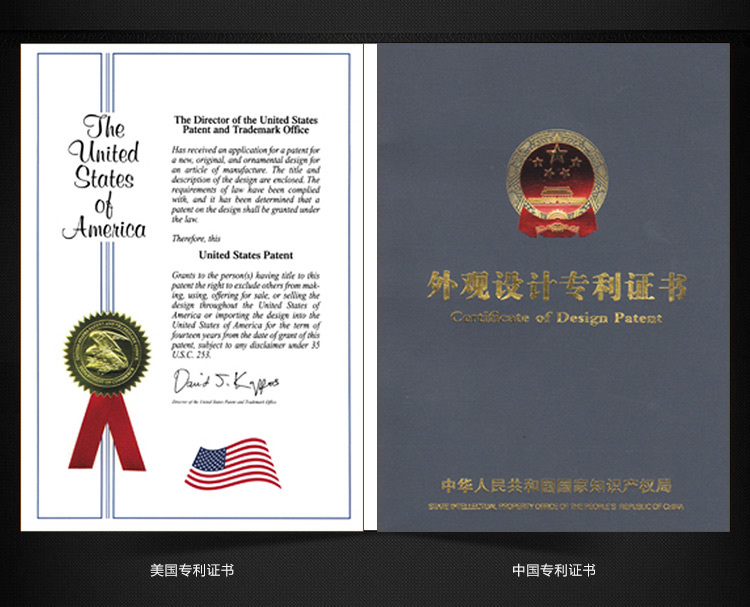 The
United
States
of
America
The Director of the United States
Patent and Trademark Office
Has received an application for a patent for
a new, original, and ornamental design for
an article of manufacture. The title and
description of the design are enclosed. The
requirements of law have been complied
with, and it has been determined that a
patent on the design shall be granted under
the law.
Therefore, this
United States Patent
Grants to the person(s) having title to this
patent the right to exclude others from mak-
ing, using, offering for sale, or selling the
design throughout the United States of
America or importing the design into the
United States of America for the term of
fourteen years from the date of grant of this
patent, subject to any disclaimer under 35
U.S.C. 253.
David J. Kappos
Director of the United States Patent and Trademark Office
外观设计专利证书
Certificate of Design Patent
中华人民共和国国家知识产权局
STATE INTELLECTUAL PROPERTY OFFICE OF THE PEOPLE'S REPUBLIC OF CHINA
美国专利证书
中国专利证书